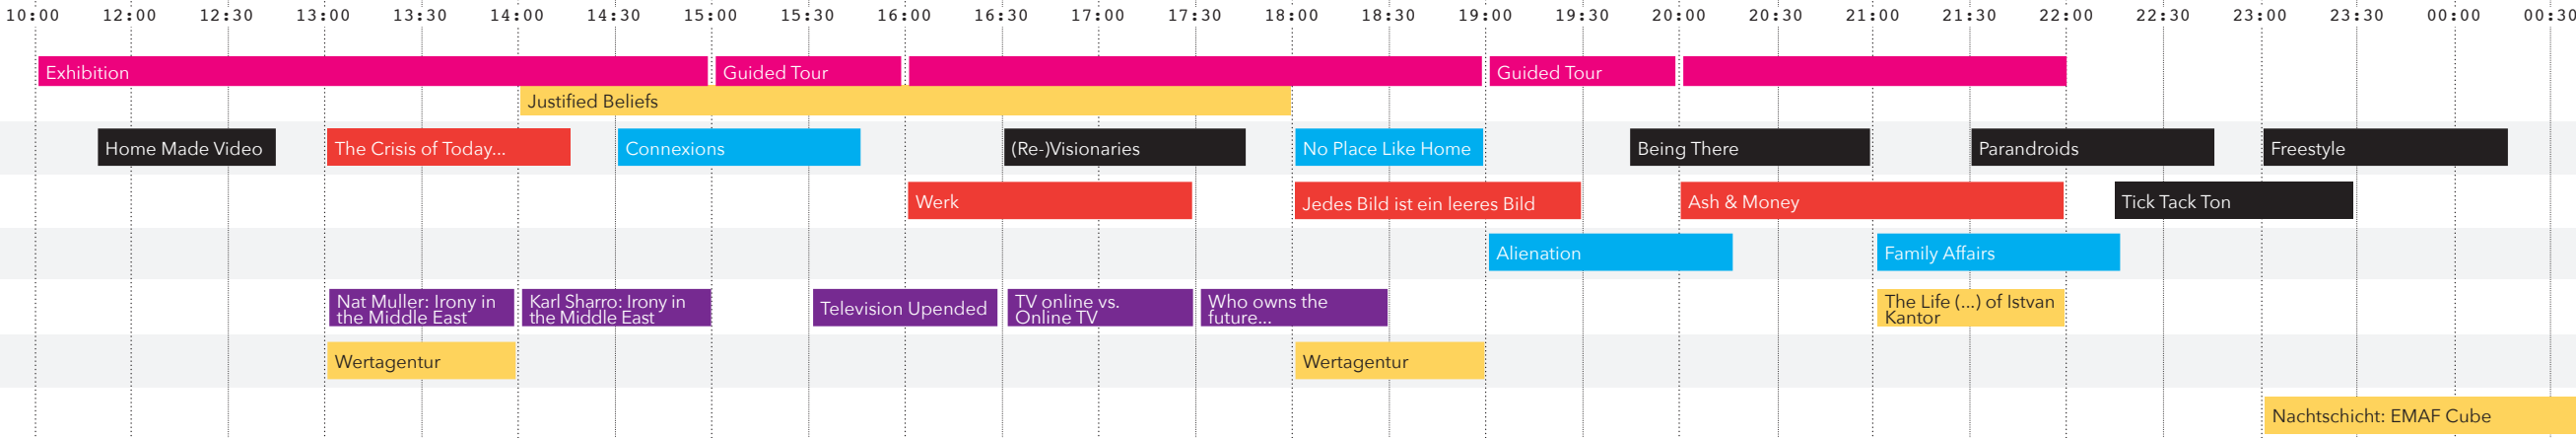 10:00 12:00 12:30 13:00 13:30 14:00 14:30 15:00 15:30 16:00 16:30 17:00 17:30 18:00 18:30 19:00 19:30 20:00 20:30 21:00 21:30 22:00 22:30 23:00 23:30 00:00 00:30
Exhibition Guided Tour Guided Tour
Justified Beliefs
Home Made Video The Crisis of Today... Connexions (Re-)Visionaries No Place Like Home Being There Parandroids Freestyle
Werk Jedes Bild ist ein leeres Bild Ash & Money Tick Tack Ton
Alienation Family Affairs
Nat Muller: Irony in
the Middle East
Karl Sharro: Irony in
the Middle East
Television Upended
TV online vs.
Online TV
Who owns the
future...
The Life (...) of Istvan
Kantor
Wertagentur Wertagentur
Nachtschicht: EMAF Cube